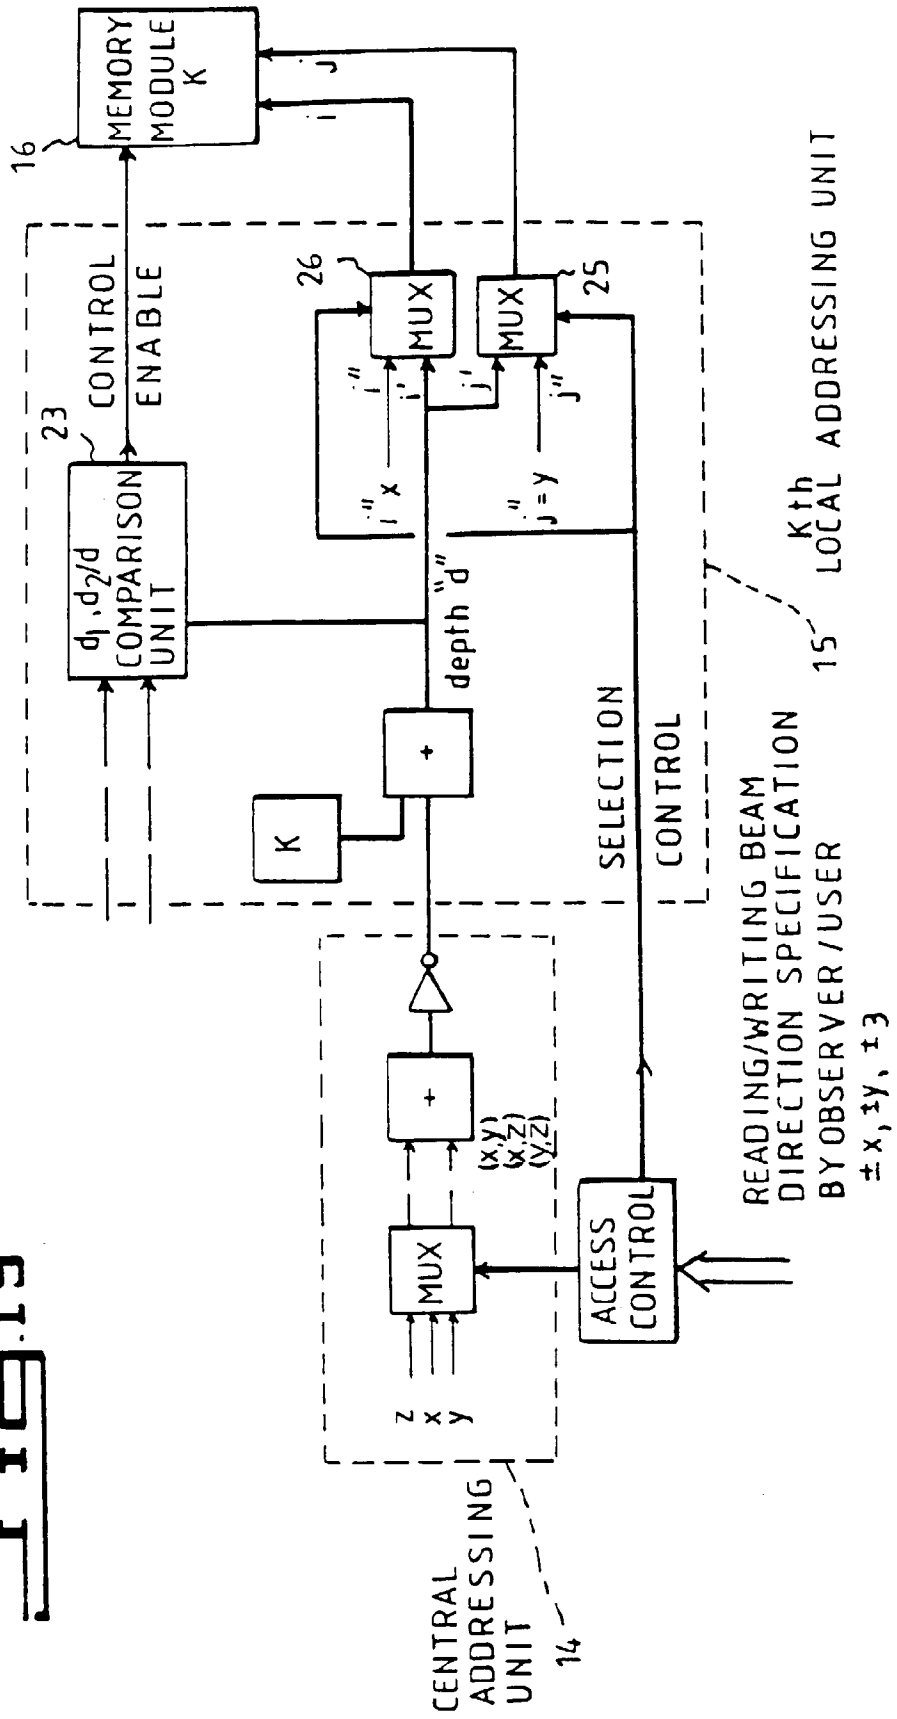 16
MEMORY
MODULE
K
CONTROL
ENABLE
23
d1,d2/d
COMPARISON
UNIT
i
j
26
MUX
i''
i'
25
MUX
j'
j''
i'' x
j''=y
depth "d"
K
+
SELECTION
CONTROL
15
Kth
LOCAL ADDRESSING UNIT
+
(x,y)
(x,z)
(y,z)
MUX
z
x
y
CENTRAL
ADDRESSING
UNIT
14
ACCESS
CONTROL
READING/WRITING BEAM
DIRECTION SPECIFICATION
BY OBSERVER/USER
±x, ±y, ±3